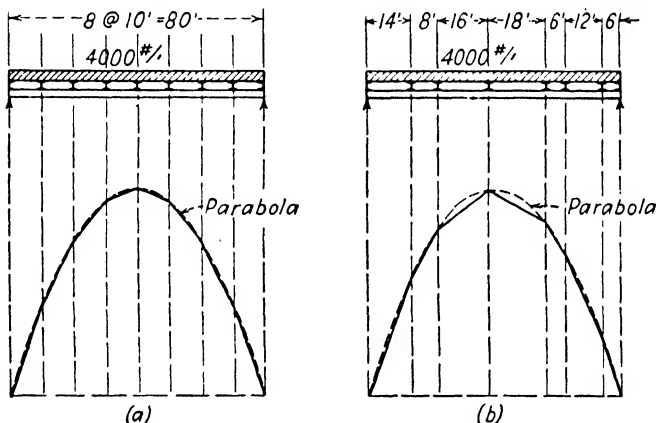 8 @ 10' = 80'
4000 #/'
Parabola
(a)
14' 8' 16' 18' 6' 12' 6'
4000 #/'
Parabola
(b)